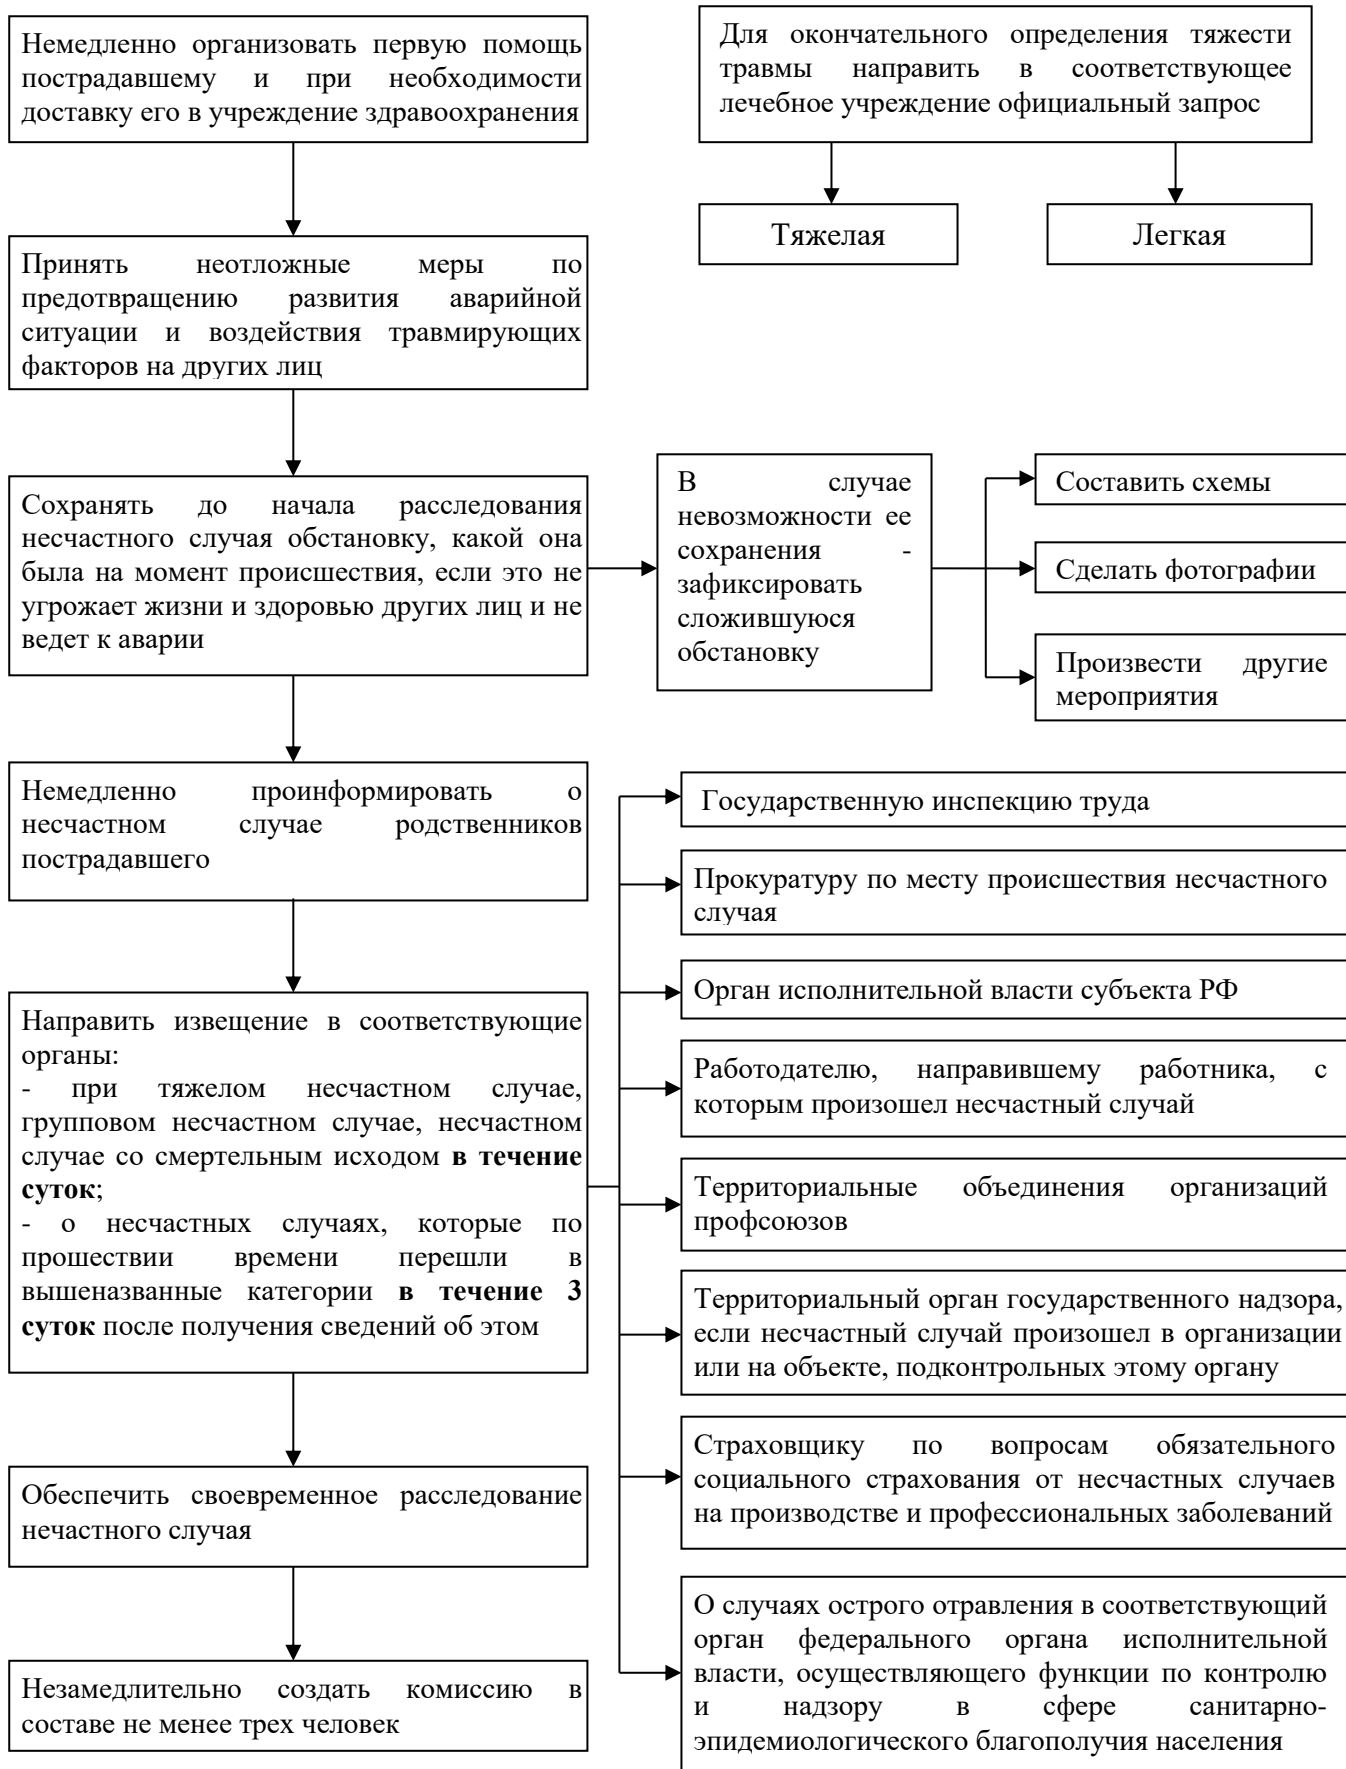 Немедленно организовать первую помощь
пострадавшему и при необходимости
доставку его в учреждение здравоохранения
Для окончательного определения тяжести
травмы направить в соответствующее
лечебное учреждение официальный запрос
Тяжелая
Легкая
Принять неотложные меры по
предотвращению развития аварийной
ситуации и воздействия травмирующих
факторов на других лиц
Сохранять до начала расследования
несчастного случая обстановку, какой она
была на момент происшествия, если это не
угрожает жизни и здоровью других лиц и не
ведет к аварии
В случае
невозможности ее
сохранения -
зафиксировать
сложившуюся
обстановку
Составить схемы
Сделать фотографии
Произвести другие
мероприятия
Немедленно проинформировать о
несчастном случае родственников
пострадавшего
Направить извещение в соответствующие
органы:
- при тяжелом несчастном случае,
групповом несчастном случае, несчастном
случае со смертельным исходом в течение
суток;
- о несчастных случаях, которые по
прошествии времени перешли в
вышеназванные категории в течение 3
суток после получения сведений об этом
Государственную инспекцию труда
Прокуратуру по месту происшествия несчастного
случая
Орган исполнительной власти субъекта РФ
Работодателю, направившему работника, с
которым произошел несчастный случай
Территориальные объединения организаций
профсоюзов
Территориальный орган государственного надзора,
если несчастный случай произошел в организации
или на объекте, подконтрольных этому органу
Страховщику по вопросам обязательного
социального страхования от несчастных случаев
на производстве и профессиональных заболеваний
О случаях острого отравления в соответствующий
орган федерального органа исполнительной
власти, осуществляющего функции по контролю
и надзору в сфере санитарно-
эпидемиологического благополучия населения
Обеспечить своевременное расследование
нечастного случая
Незамедлительно создать комиссию в
составе не менее трех человек